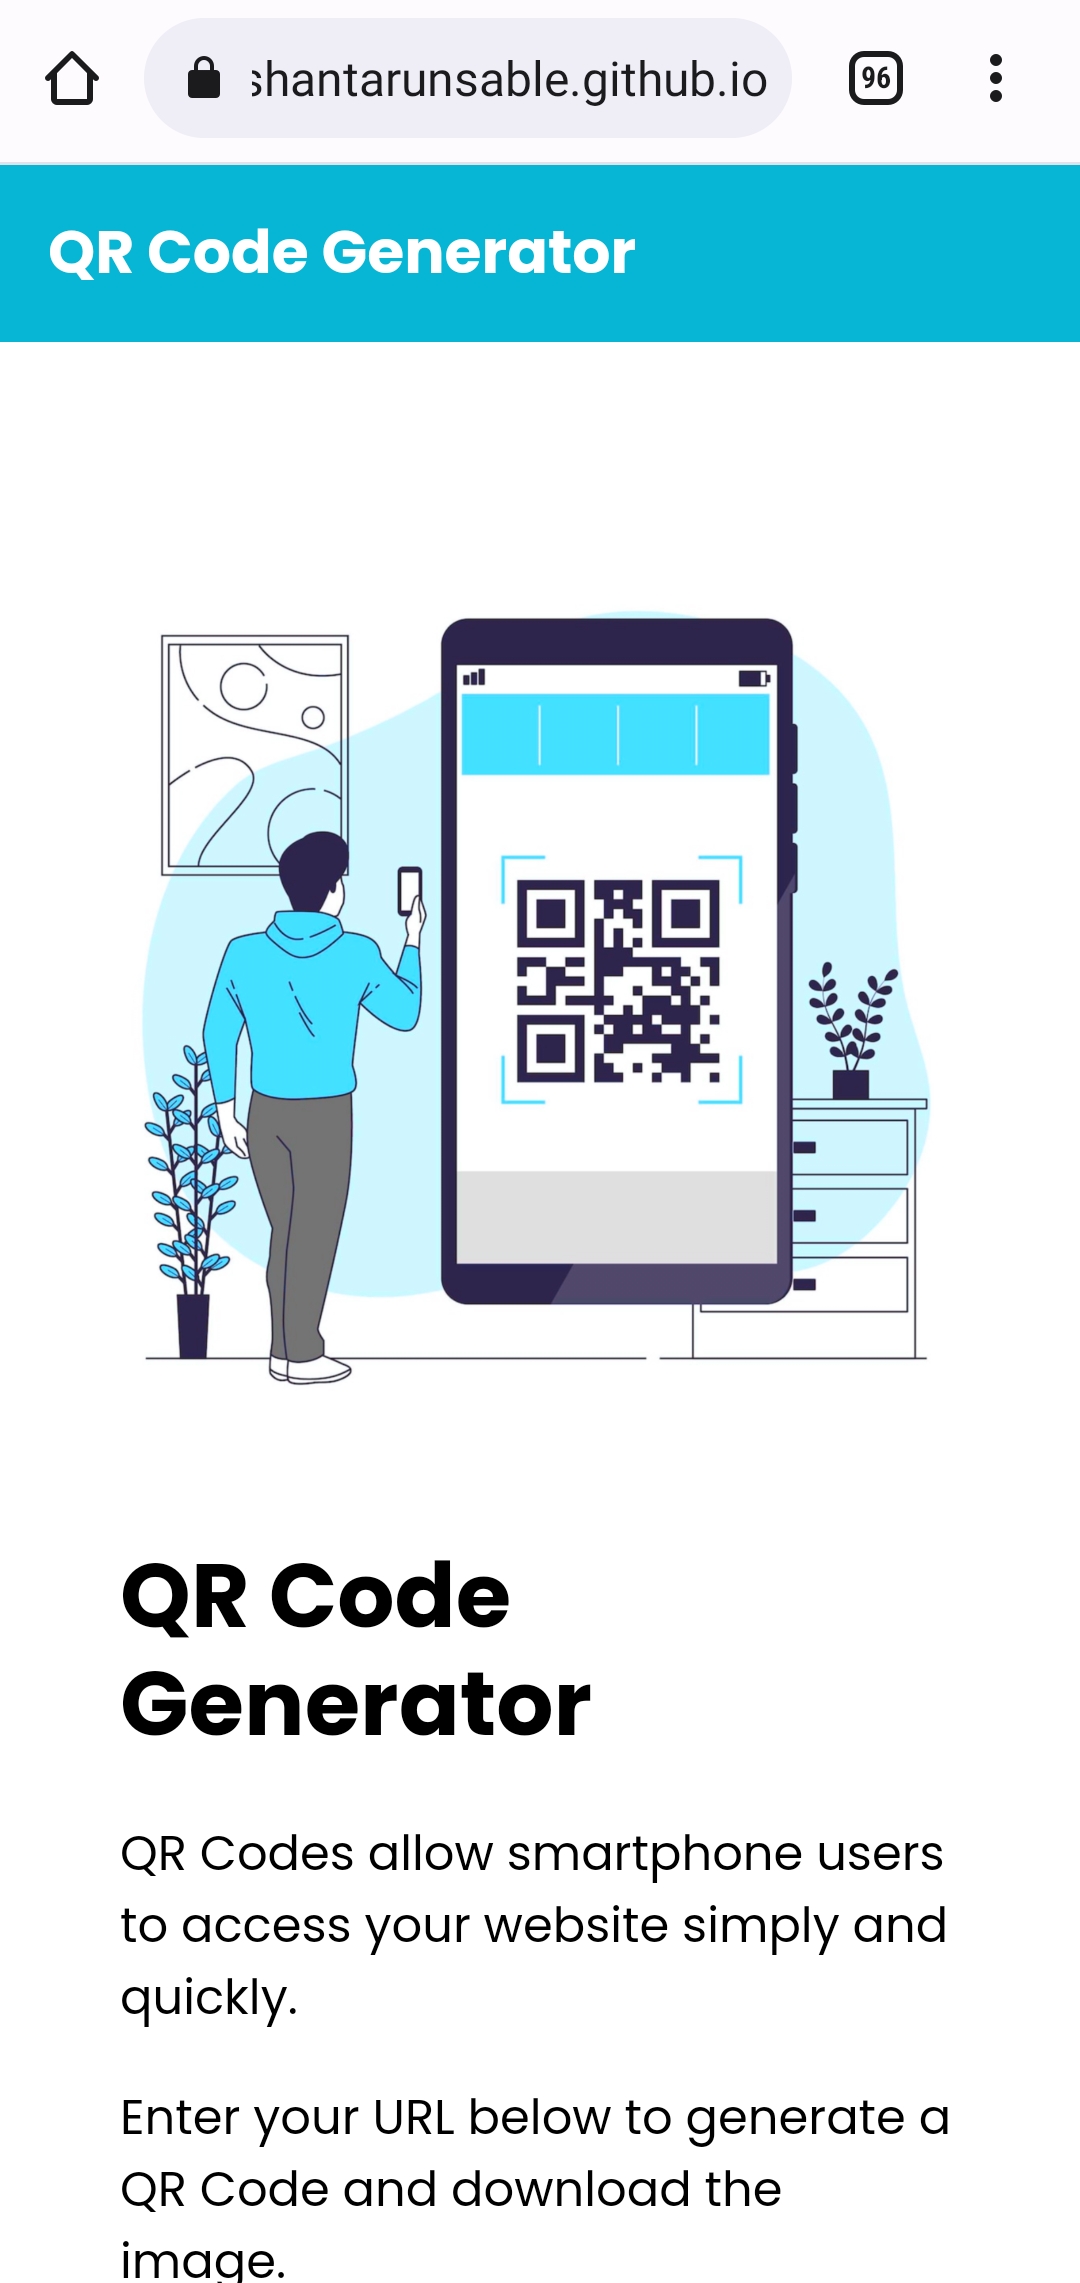 shantarunsable.github.io
96
QR Code Generator
QR Code
Generator
QR Codes allow smartphone users
to access your website simply and
quickly.
Enter your URL below to generate a
QR Code and download the
image.